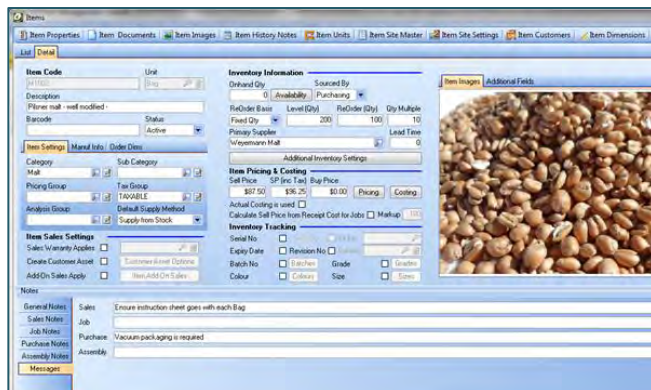 Items
Item Properties Item Documents Item Images Item History Notes Item Units Item Site Master Item Site Settings Item Customers Item Dimensions
List Detail
Item Code Unit
Bag
Description
Pilsner malt - well modified -
Barcode Status
Active
Item Settings Manuf Info Order Dims
Category Sub Category
Malt
Pricing Group Tax Group
TAXABLE
Analysis Group Default Supply Method
Supply from Stock
Item Sales Settings
Sales Warranty Applies
Create Customer Asset Customer Asset Options
Add-On Sales Apply Item Add-On Sales
Inventory Information
Onhand Qty Sourced By
0 Availability Purchasing
ReOrder Basis Level (Qty) ReOrder (Qty) Qty Multiple
Fixed Qty 200 100 10
Primary Supplier Lead Time
Weyermann Malt 0
Additional Inventory Settings
Item Pricing & Costing
Sell Price SP (inc Tax) Buy Price
$87.50 $96.25 $0.00 Pricing Costing
Actual Costing is used
Calculate Sell Price from Receipt Cost for Jobs Markup
Inventory Tracking
Serial No
Expiry Date Revision No
Batch No Batches Grade Grades
Colour Colours Size Sizes
Item Images Additional Fields
Notes
General Notes Sales Ensure instruction sheet goes with each Bag
Sales Notes Job
Job Notes
Purchase Notes Purchase Vacuum packaging is required
Assembly Notes Assembly
Messages